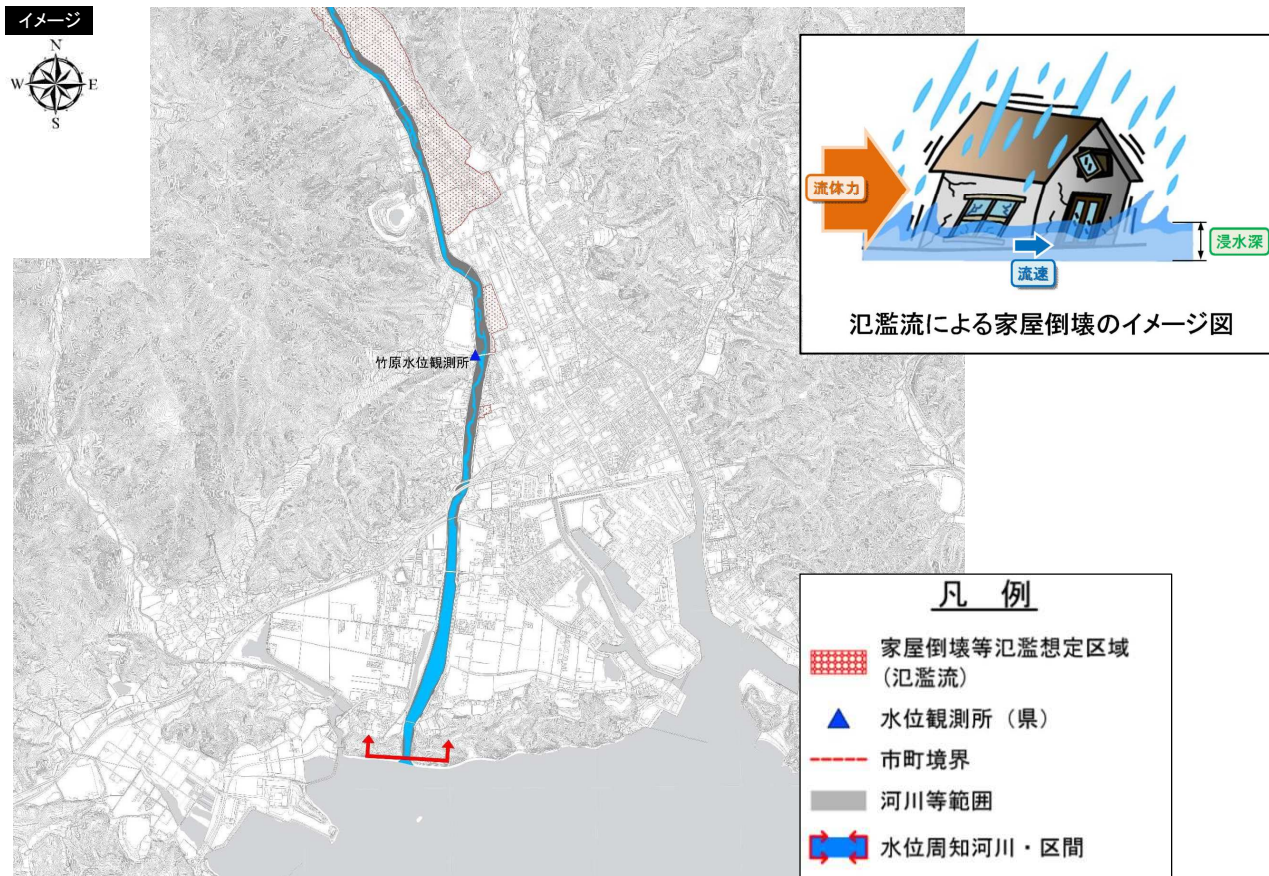 イメージ
N
W
E
S
流体力
浸水深
流速
氾濫流による家屋倒壊のイメージ図
竹原水位観測所
凡 例
家屋倒壊等氾濫想定区域
(氾濫流)
水位観測所（県）
市町境界
河川等範囲
水位周知河川・区間